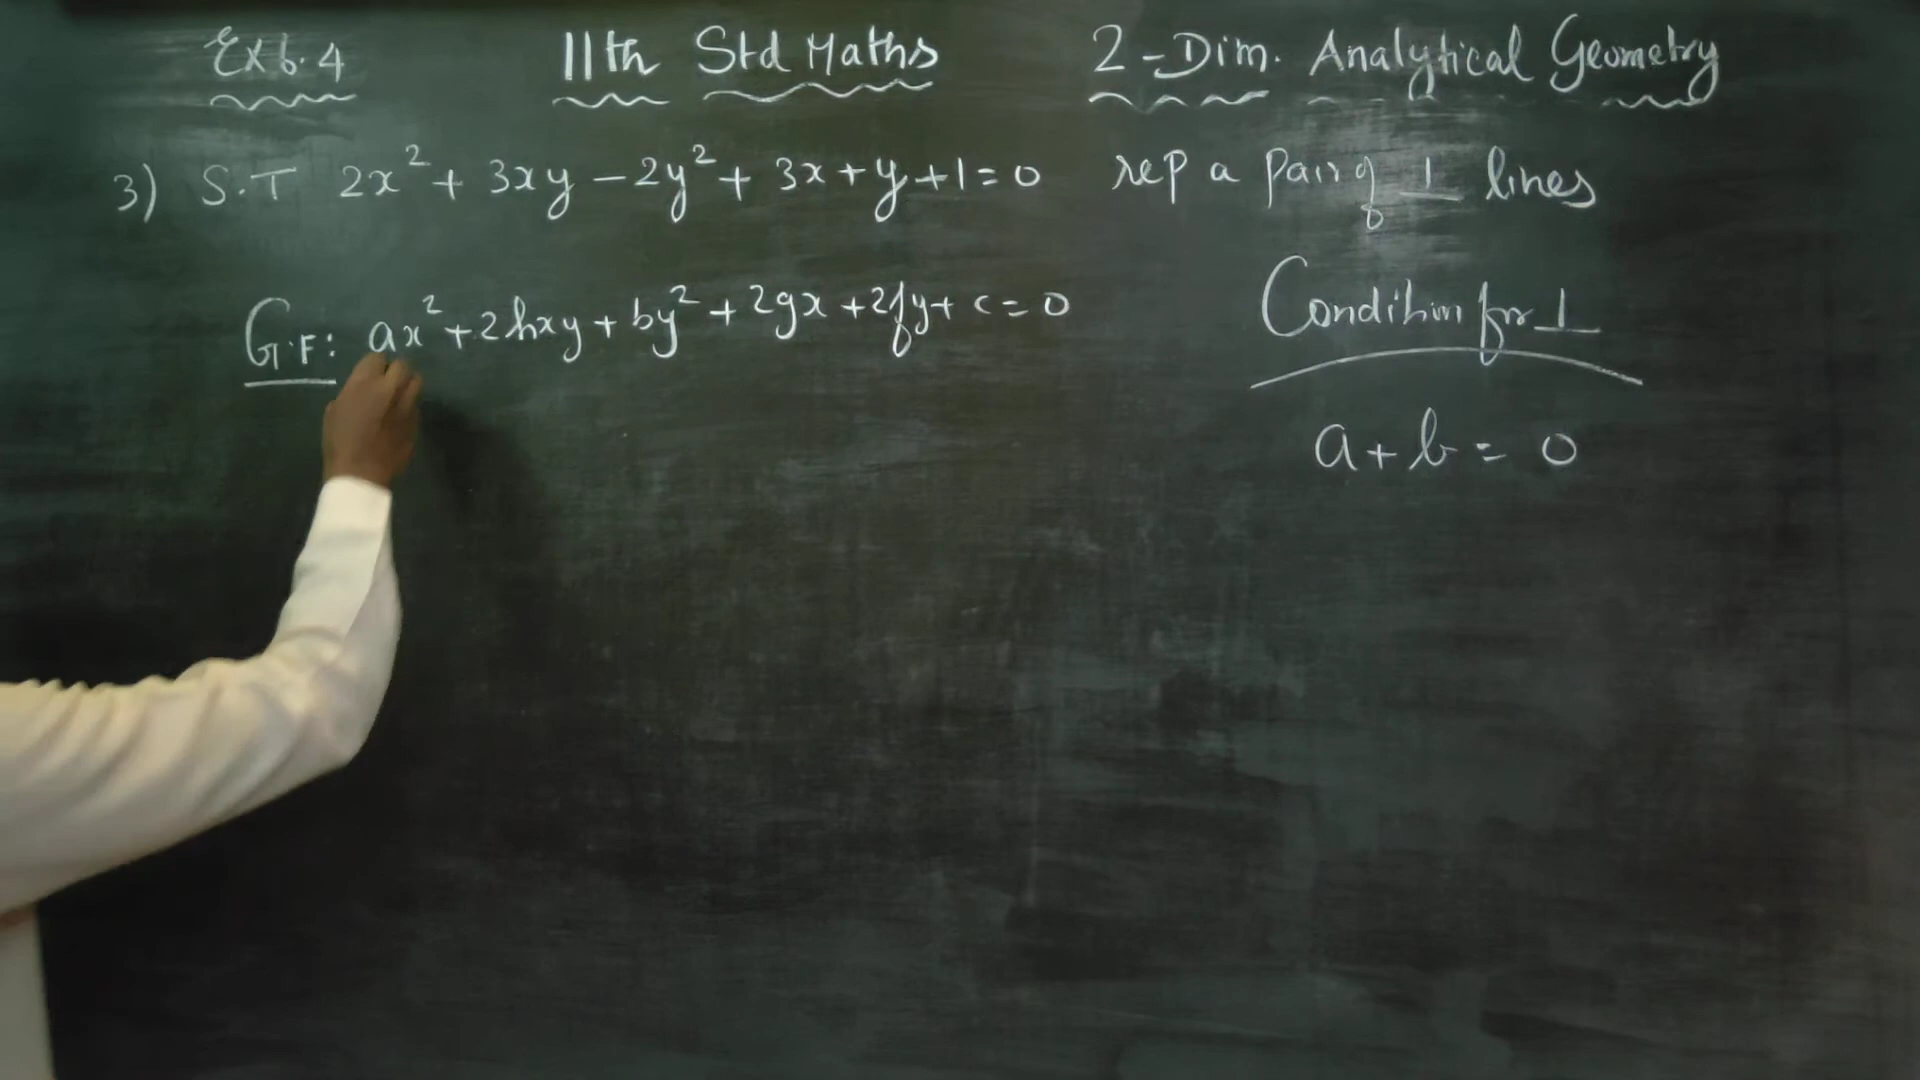 Ex 6.4 11th Std Maths 2-Dim. Analytical Geometry
3) S.T 2x² + 3xy - 2y² + 3x + y + 1 = 0 rep a pair of ⊥ lines
G.F: ax² + 2hxy + by² + 2gx + 2fy + c = 0
Condition for ⊥
a + b = 0